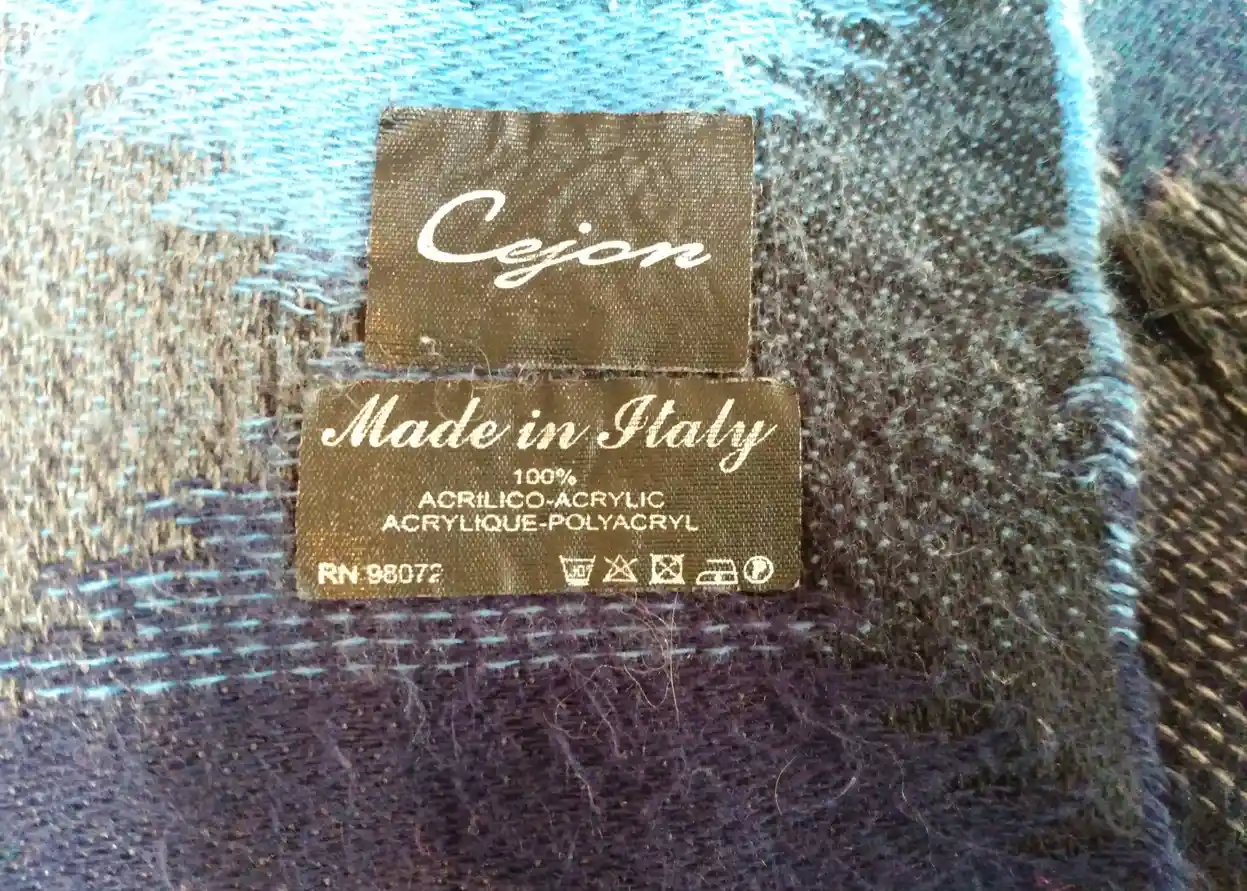 Cejon
Made in Italy
100%
ACRILICO-ACRYLIC
ACRYLIQUE-POLYACRYL
RN 98072
P